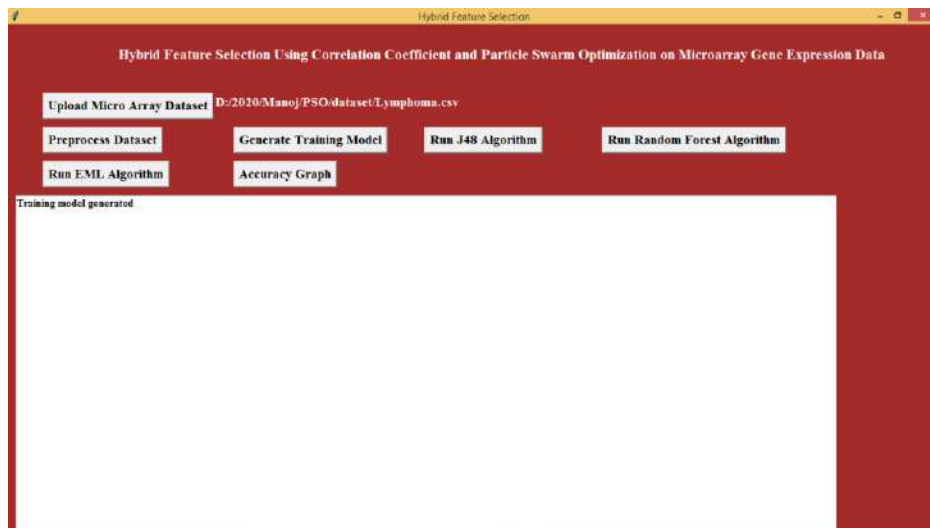 Hybrid Feature Selection
Hybrid Feature Selection Using Correlation Coefficient and Particle Swarm Optimization on Microarray Gene Expression Data
Upload Micro Array Dataset D:/2020/Manoj/PSO/dataset/Lymphoma.csv
Preprocess Dataset Generate Training Model Run J48 Algorithm Run Random Forest Algorithm
Run EML Algorithm Accuracy Graph
Training model generated